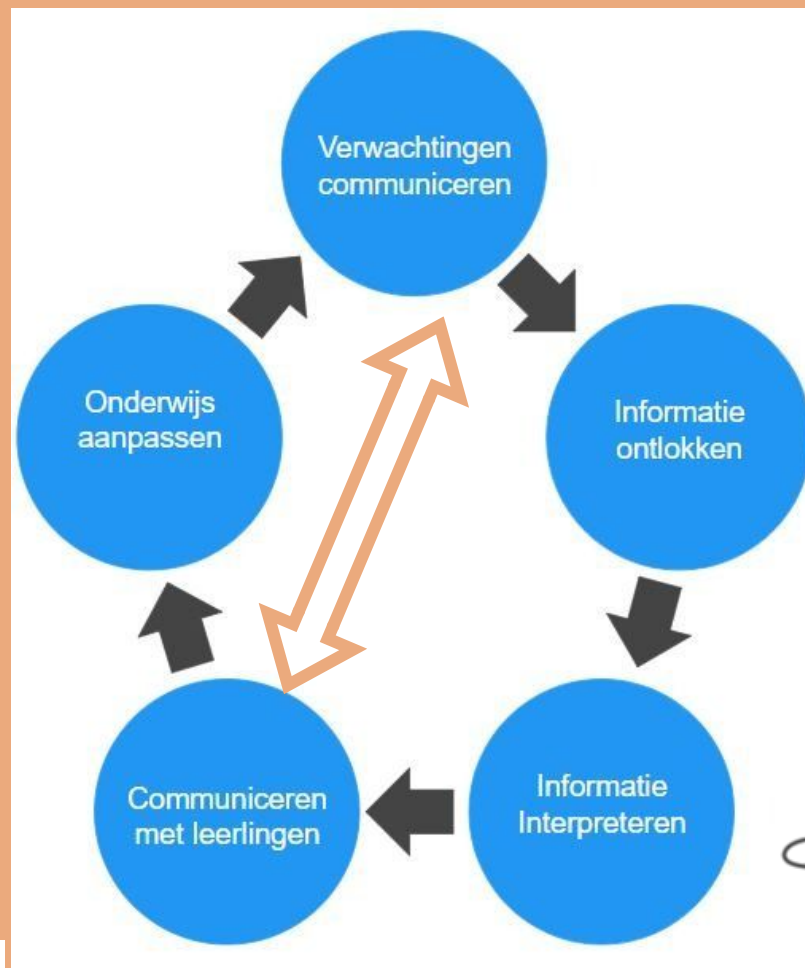 Verwachtingen
communiceren
Informatie
ontlokken
Informatie
Interpreteren
Communiceren
met leerlingen
Onderwijs
aanpassen